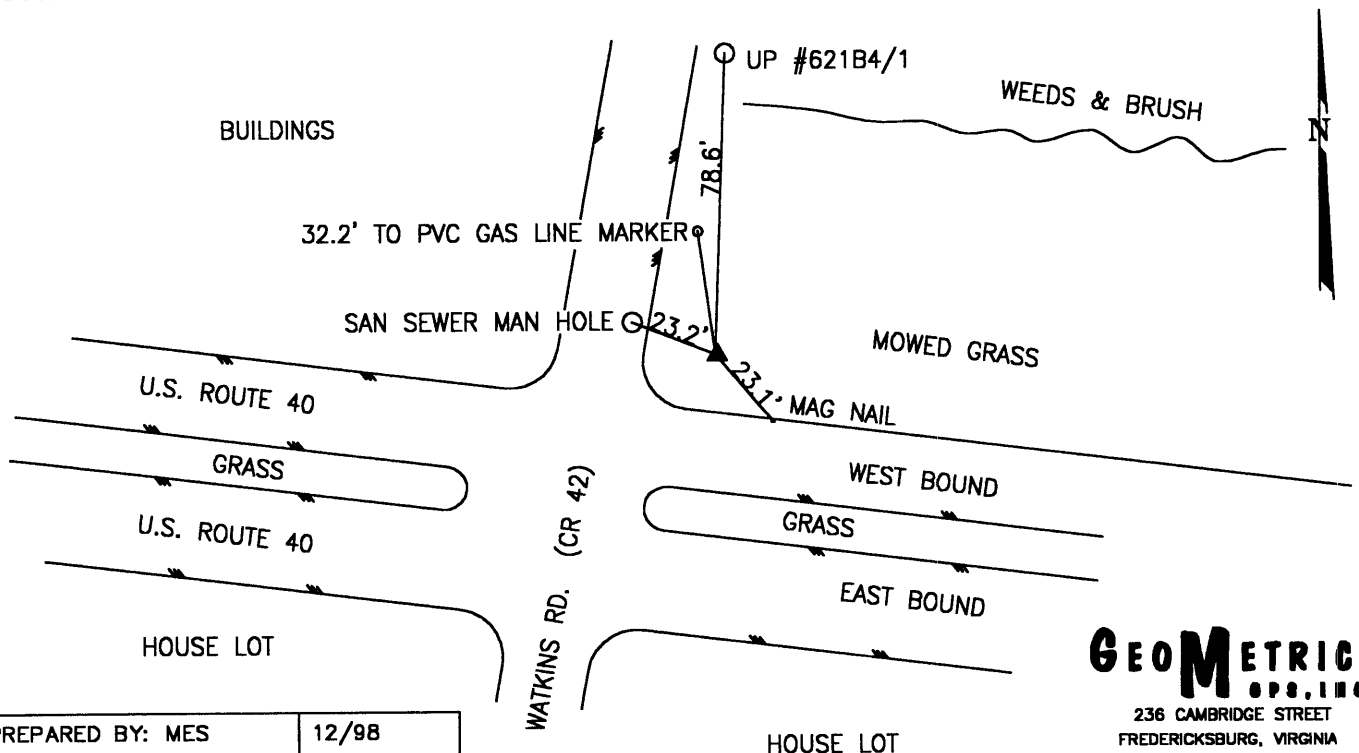 UP #621B4/1
WEEDS & BRUSH
BUILDINGS
N
78.6'
32.2' TO PVC GAS LINE MARKER
SAN SEWER MAN HOLE
23.2'
MOWED GRASS
23.1'
MAG NAIL
U.S. ROUTE 40
GRASS
WEST BOUND
GRASS
U.S. ROUTE 40
WATKINS RD. (CR 42)
EAST BOUND
HOUSE LOT
GEOMETRIC
GPS, INC
236 CAMBRIDGE STREET
FREDERICKSBURG, VIRGINIA
PREPARED BY: MES
12/98
HOUSE LOT